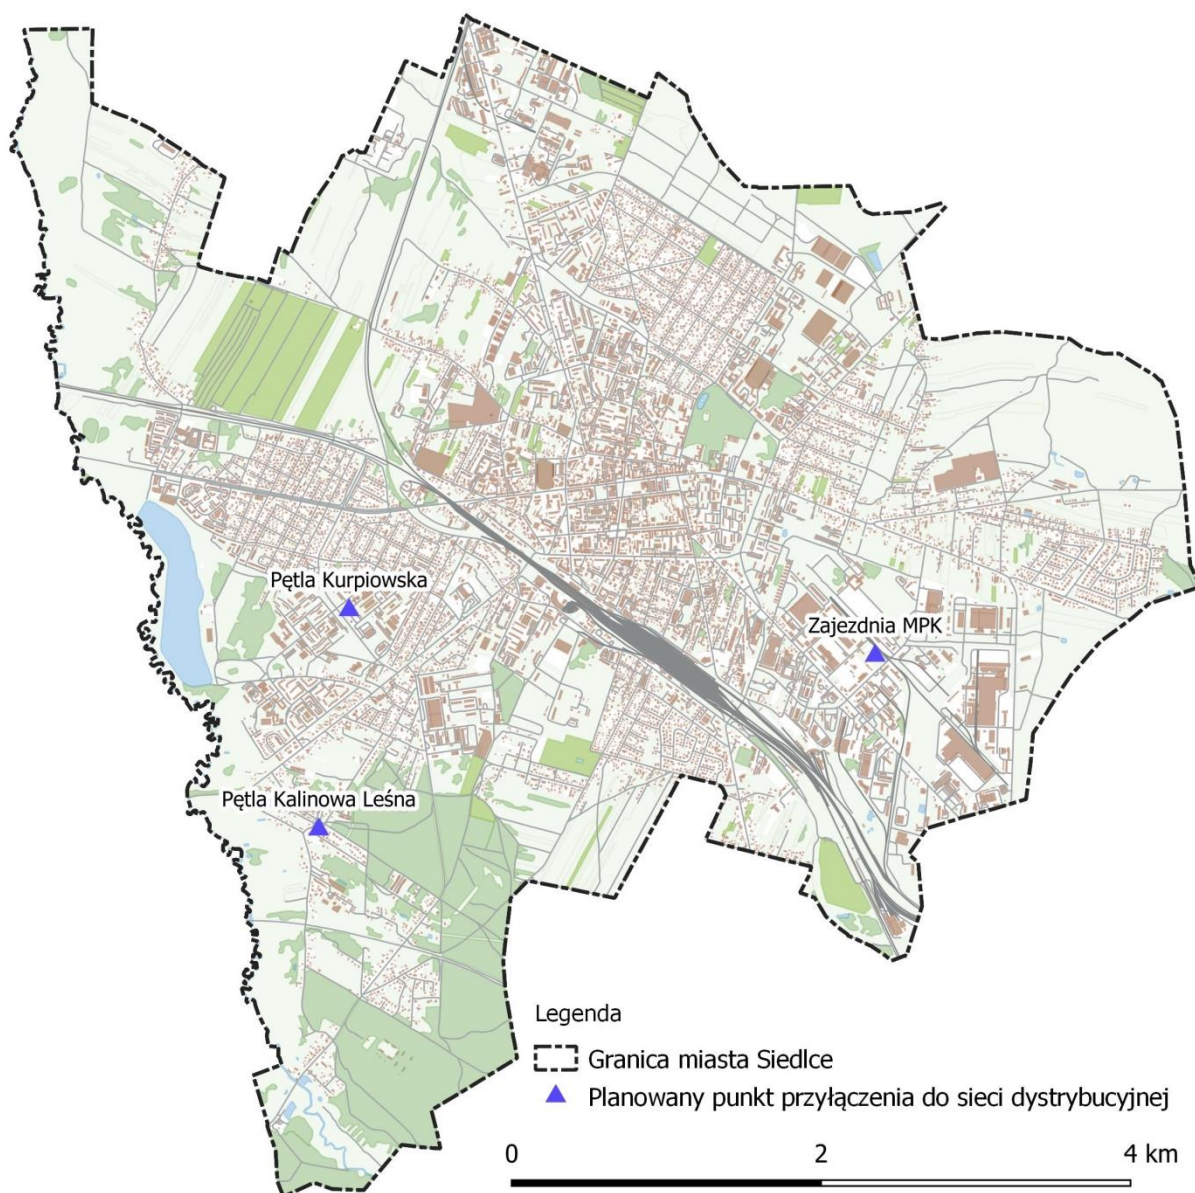 Pętla Kurpiowska
Zajezdnia MPK
Pętla Kalinowa Leśna
Legenda
Granica miasta Siedlce
Planowany punkt przyłączenia do sieci dystrybucyjnej
0 2 4 km